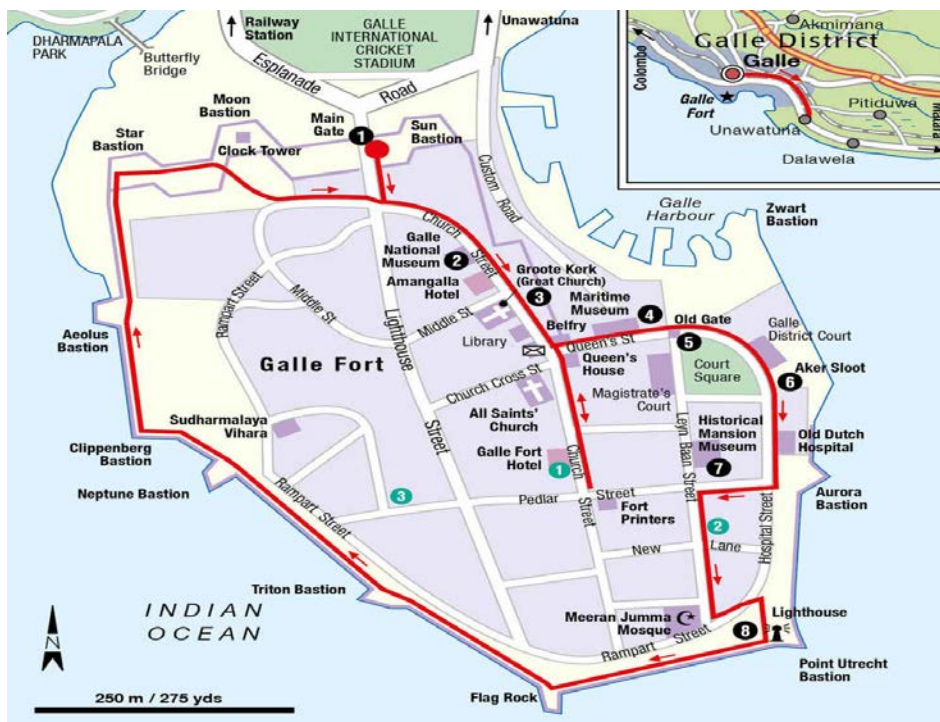 DHARMAPALA
PARK
Butterfly
Bridge
Railway
Station
GALLE
INTERNATIONAL
CRICKET
STADIUM
Unawatuna
Esplanade
Road
Moon
Bastion
Star
Bastion
Clock Tower
Main
Gate
1
Sun
Bastion
Custom Road
Galle District
Akmimana
Galle
Colombo
Galle
Fort
Pitiduwa
Unawatuna
Matara
Dalawela
Galle
Harbour
Zwart
Bastion
Church
Street
Galle
National
Museum
2
Amangalla
Hotel
Groote Kerk
(Great Church)
3
Maritime
Museum
4
Old Gate
5
Galle
District Court
Rampart Street
Middle St
Middle St
Lighthouse
Street
Library
Belfry
Queen's St
Queen's
House
Court
Square
Aker Sloot
6
Aeolus
Bastion
Galle Fort
Church Cross St
Magistrate's
Court
All Saints'
Church
Leyn Baan Street
Historical
Mansion
Museum
7
Old Dutch
Hospital
Sudharmalaya
Vihara
Clippenberg
Bastion
Neptune Bastion
Galle Fort
Hotel
1
Church
Street
3
Pedlar
Street
Fort
Printers
Aurora
Bastion
2
Hospital Street
Rampart Street
New
Lane
Triton Bastion
INDIAN
OCEAN
N
Meeran Jumma
Mosque
8
Lighthouse
Rampart
Street
Point Utrecht
Bastion
Flag Rock
250 m / 275 yds